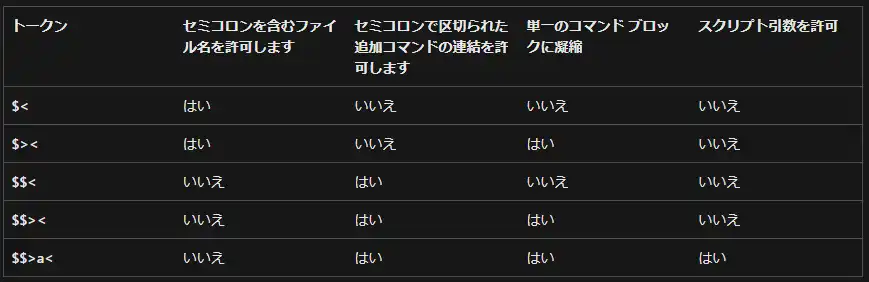 トークン セミコロンを含むファイ セミコロンで区切られた 単一のコマンド ブロッ スクリプト引数を許可
ル名を許可します 追加コマンドの連結を許 クに凝縮
可します
$< はい いいえ いいえ いいえ
$>< はい いいえ はい いいえ
$$< いいえ はい いいえ いいえ
$$>< いいえ はい はい いいえ
$$>a< いいえ はい はい はい